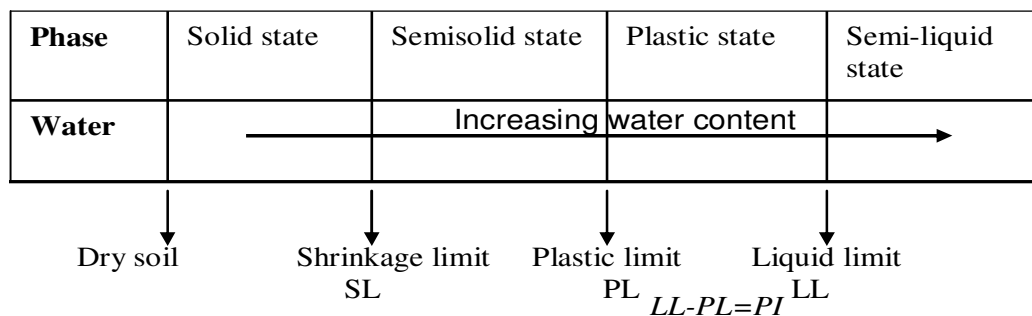 Phase Solid state Semisolid state Plastic state Semi-liquid
state
Water Increasing water content
Dry soil Shrinkage limit Plastic limit Liquid limit
SL PL LL
LL-PL=PI